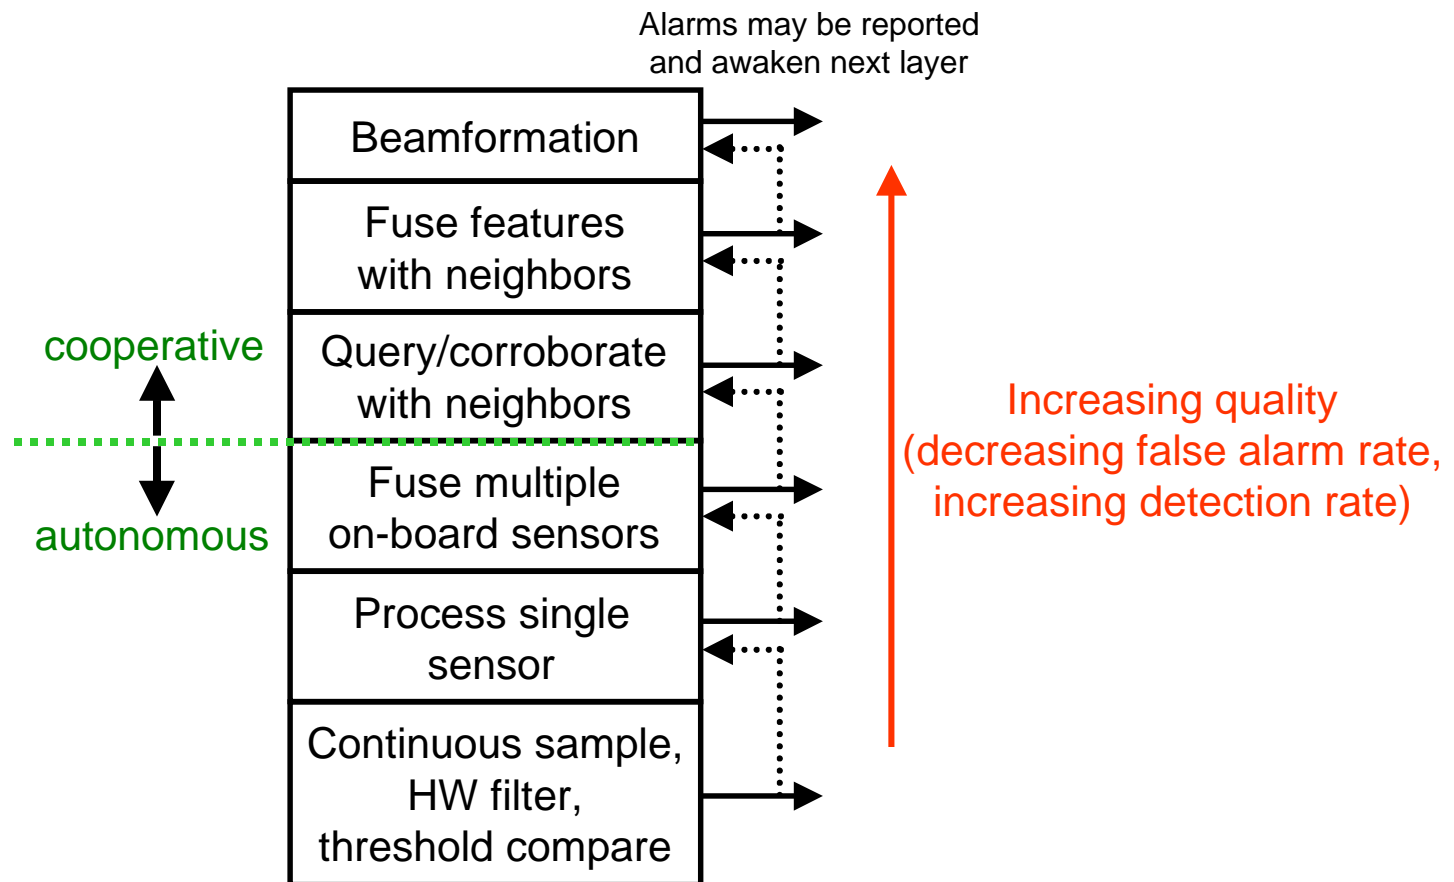 Alarms may be reported
and awaken next layer
Beamformation
Fuse features
with neighbors
cooperative
Query/corroborate
with neighbors
Increasing quality
(decreasing false alarm rate,
increasing detection rate)
autonomous
Fuse multiple
on-board sensors
Process single
sensor
Continuous sample,
HW filter,
threshold compare